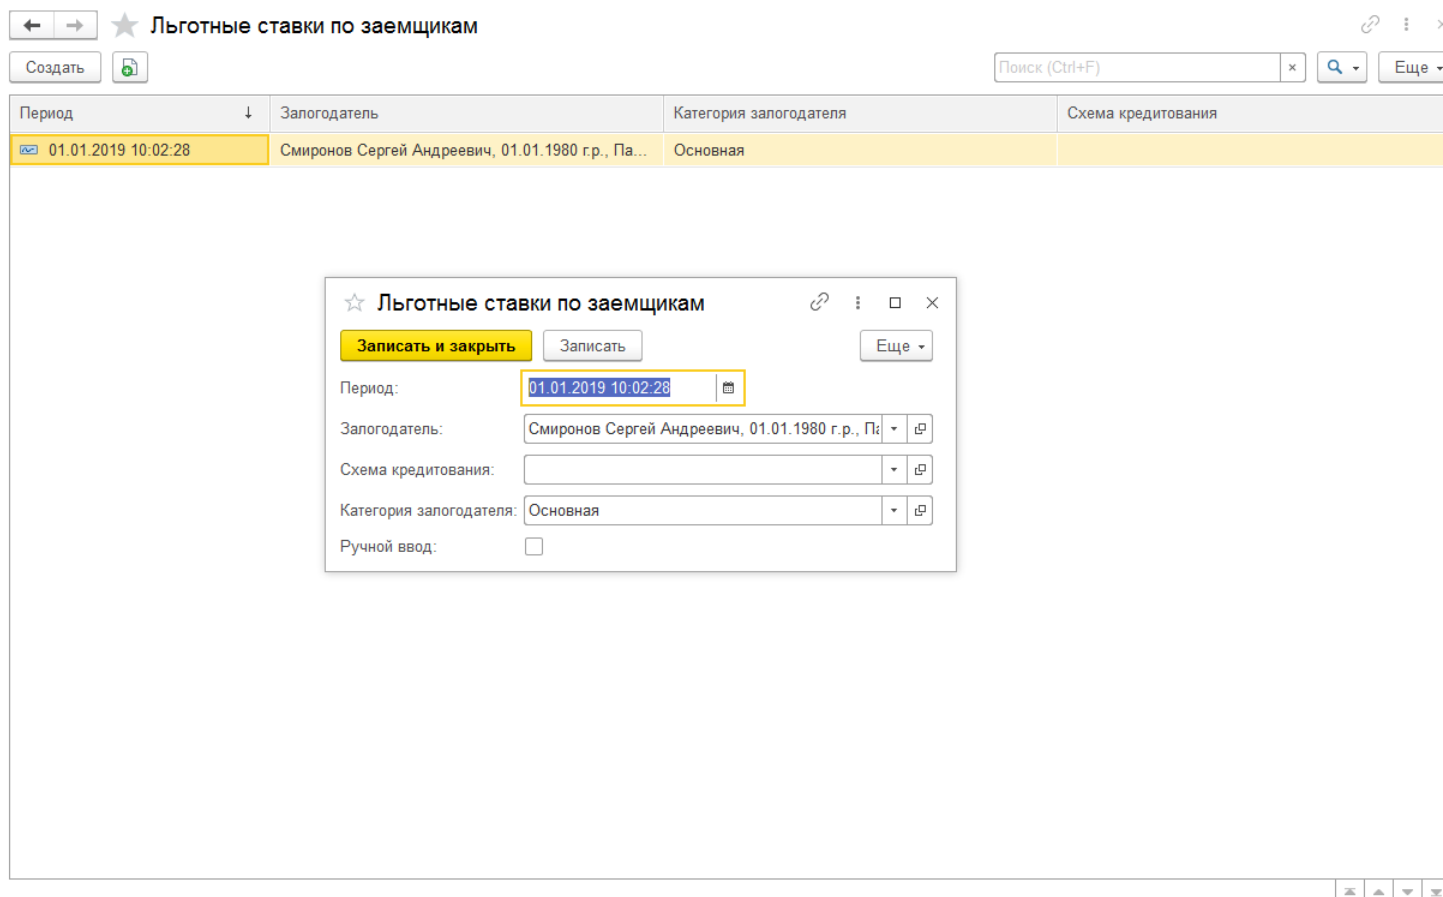 Льготные ставки по заемщикам
Создать
Поиск (Ctrl+F)
Еще
Период Залогодатель Категория залогодателя Схема кредитования
01.01.2019 10:02:28 Смиронов Сергей Андреевич, 01.01.1980 г.р., Па... Основная
Льготные ставки по заемщикам
Записать и закрыть Записать Еще
Период: 01.01.2019 10:02:28
Залогодатель: Смиронов Сергей Андреевич, 01.01.1980 г.р., Па
Схема кредитования:
Категория залогодателя: Основная
Ручной ввод: